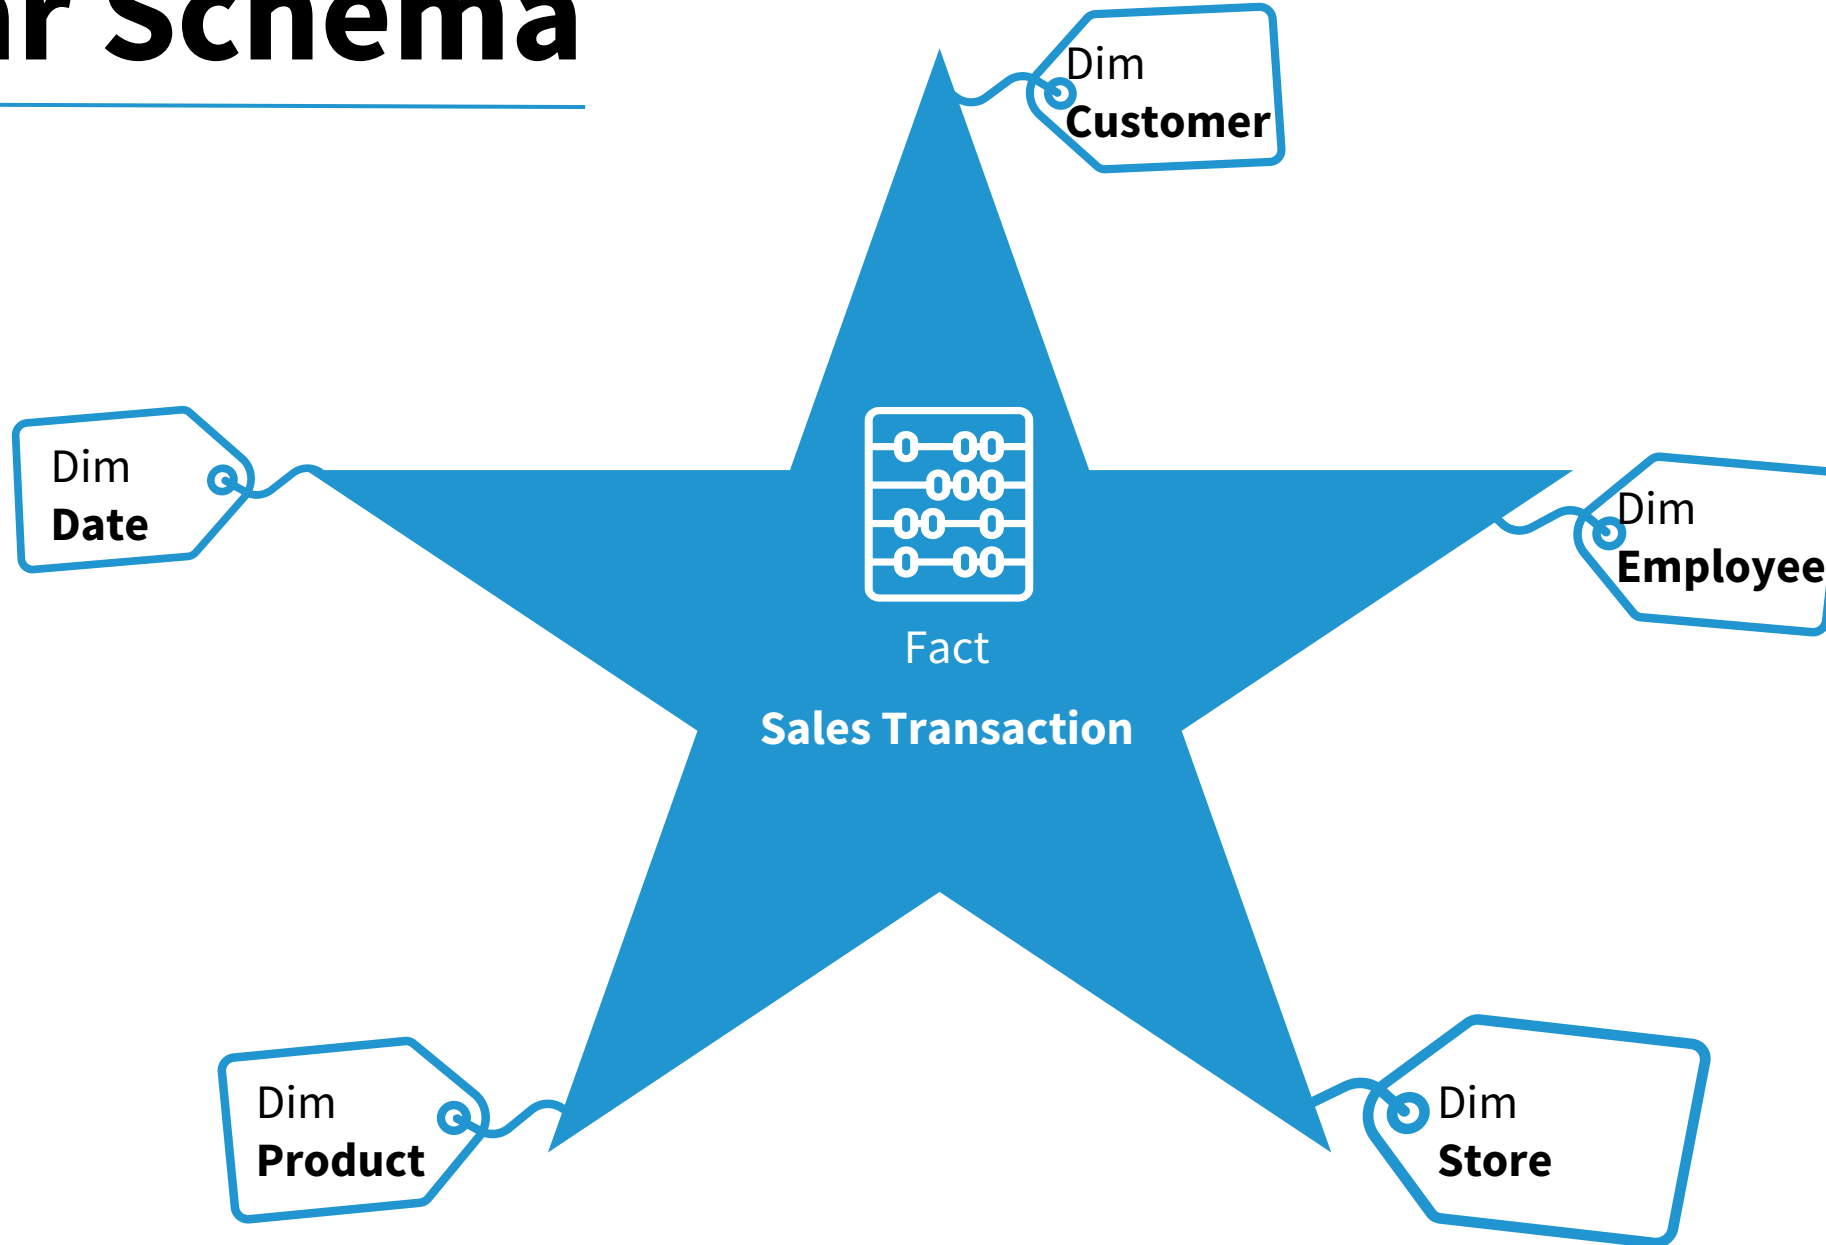 Schema
Dim
Customer
Dim
Date
Dim
Employee
Fact
Sales Transaction
Dim
Product
Dim
Store